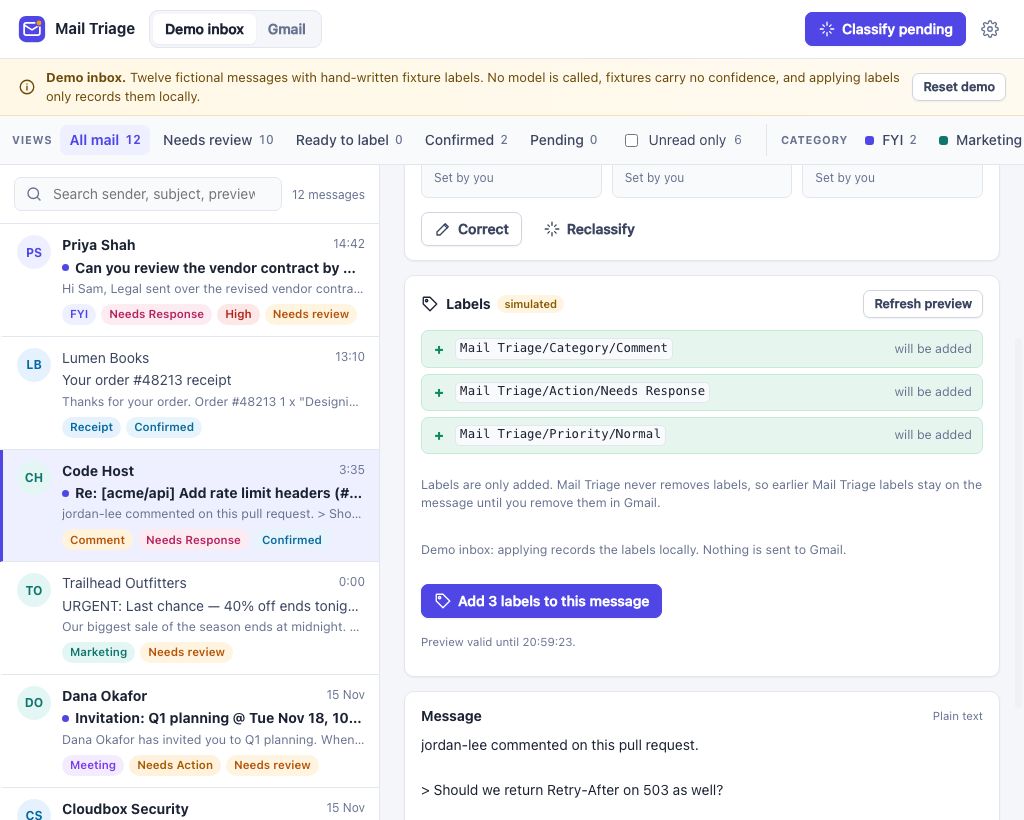 Mail Triage
Demo inbox
Gmail
Classify pending
Demo inbox. Twelve fictional messages with hand-written fixture labels. No model is called, fixtures carry no confidence, and applying labels
only records them locally.
Reset demo
VIEWS
All mail 12
Needs review 10
Ready to label 0
Confirmed 2
Pending 0
Unread only 6
CATEGORY
FYI 2
Marketing
Search sender, subject, preview
12 messages
PS
Priya Shah
14:42
Can you review the vendor contract by ...
Hi Sam, Legal sent over the revised vendor contra...
FYI
Needs Response
High
Needs review
LB
Lumen Books
13:10
Your order #48213 receipt
Thanks for your order. Order #48213 1 x "Designi...
Receipt
Confirmed
CH
Code Host
3:35
Re: [acme/api] Add rate limit headers (#...
jordan-lee commented on this pull request. > Sho...
Comment
Needs Response
Confirmed
TO
Trailhead Outfitters
0:00
URGENT: Last chance — 40% off ends tonig...
Our biggest sale of the season ends at midnight. ...
Marketing
Needs review
DO
Dana Okafor
15 Nov
Invitation: Q1 planning @ Tue Nov 18, 10...
Dana Okafor has invited you to Q1 planning. When...
Meeting
Needs Action
Needs review
CS
Cloudbox Security
15 Nov
Set by you
Set by you
Set by you
Correct
Reclassify
Labels
simulated
Refresh preview
+ Mail Triage/Category/Comment will be added
+ Mail Triage/Action/Needs Response will be added
+ Mail Triage/Priority/Normal will be added
Labels are only added. Mail Triage never removes labels, so earlier Mail Triage labels stay on the
message until you remove them in Gmail.
Demo inbox: applying records the labels locally. Nothing is sent to Gmail.
Add 3 labels to this message
Preview valid until 20:59:23.
Message
Plain text
jordan-lee commented on this pull request.
> Should we return Retry-After on 503 as well?